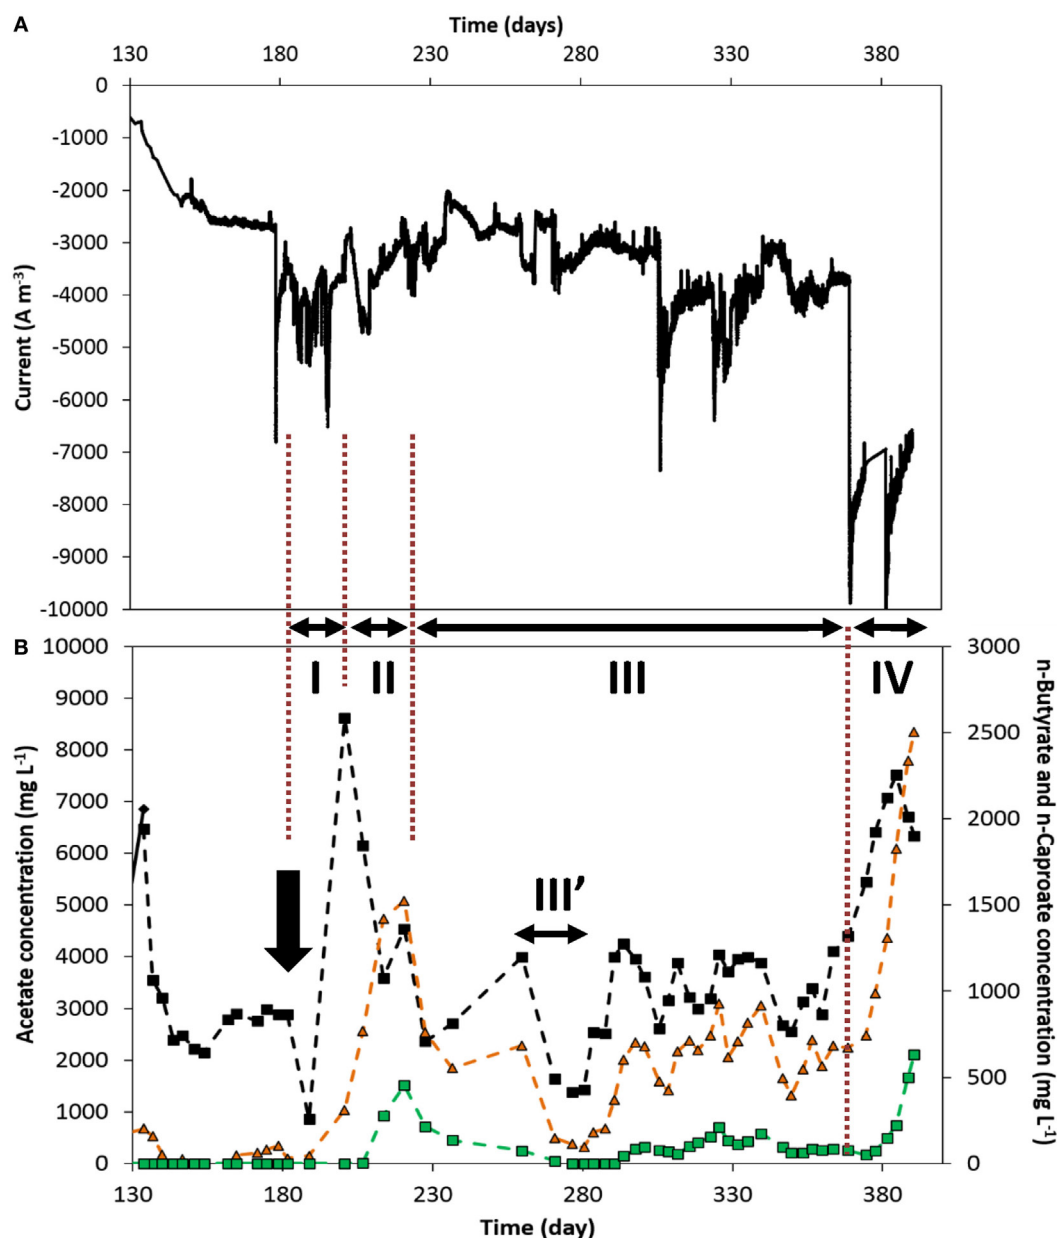 A
Time (days)
130 180 230 280 330 380
0
-1000
-2000
-3000
-4000
-5000
-6000
-7000
-8000
-9000
-10000
Current (A m-3)
B
10000
9000
8000
7000
6000
5000
4000
3000
2000
1000
0
Acetate concentration (mg L-1)
I II III IV
III’
3000
2500
2000
1500
1000
500
0
n-Butyrate and n-Caproate concentration (mg L-1)
130 180 230 280 330 380
Time (day)